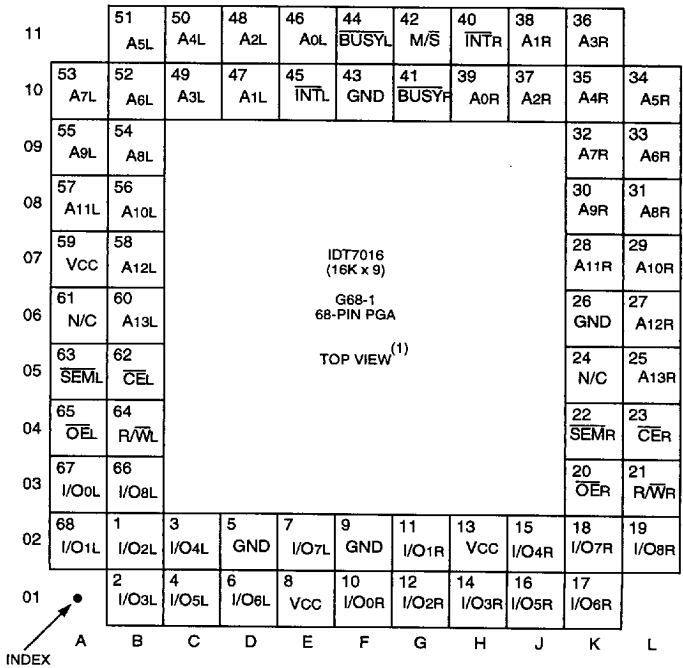 11
51 50 48 46 44 42 40 38 36
A5L A4L A2L A0L BUSYL M/S INTR A1R A3R
10
53 52 49 47 45 43 41 39 37 35 34
A7L A6L A3L A1L INTL GND BUSYR A0R A2R A4R A5R
09
55 54 32 33
A9L A8L A7R A6R
08
57 56 30 31
A11L A10L A9R A8R
07
59 58 28 29
VCC A12L A11R A10R
06
61 60 26 27
N/C A13L GND A12R
05
63 62 24 25
SEML CEL N/C A13R
04
65 64 22 23
OEL R/WL SEMR CER
03
67 66 20 21
I/O0L I/O8L OER R/WR
IDT7016
(16K x 9)
G68-1
68-PIN PGA
TOP VIEW(1)
02
68 1 3 5 7 9 11 13 15 18 19
I/O1L I/O2L I/O4L GND I/O7L GND I/O1R VCC I/O4R I/O7R I/O8R
01
2 4 6 8 10 12 14 16 17
I/O3L I/O5L I/O6L VCC I/O0R I/O2R I/O3R I/O5R I/O6R
A B C D E F G H J K L
INDEX